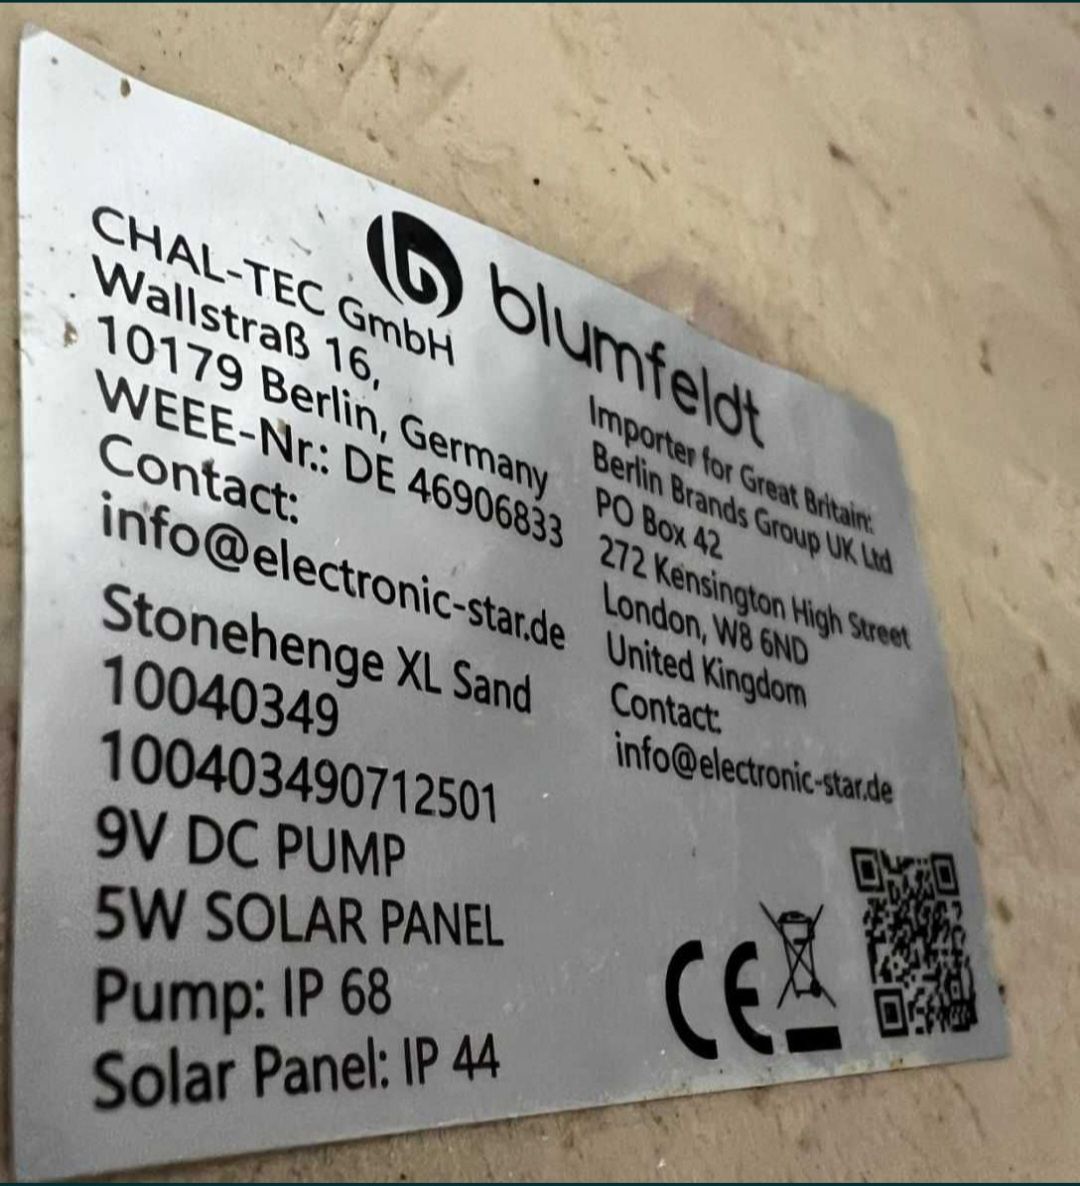 blumfeldt
CHAL-TEC GmbH
Wallstraß 16,
10179 Berlin, Germany
WEEE-Nr.: DE 46906833
Contact:
info@electronic-star.de
Stonehenge XL Sand
10040349
100403490712501
9V DC PUMP
5W SOLAR PANEL
Pump: IP 68
Solar Panel: IP 44
Importer for Great Britain:
Berlin Brands Group UK Ltd
PO Box 42
272 Kensington High Street
London, W8 6ND
United Kingdom
Contact:
info@electronic-star.de
CE